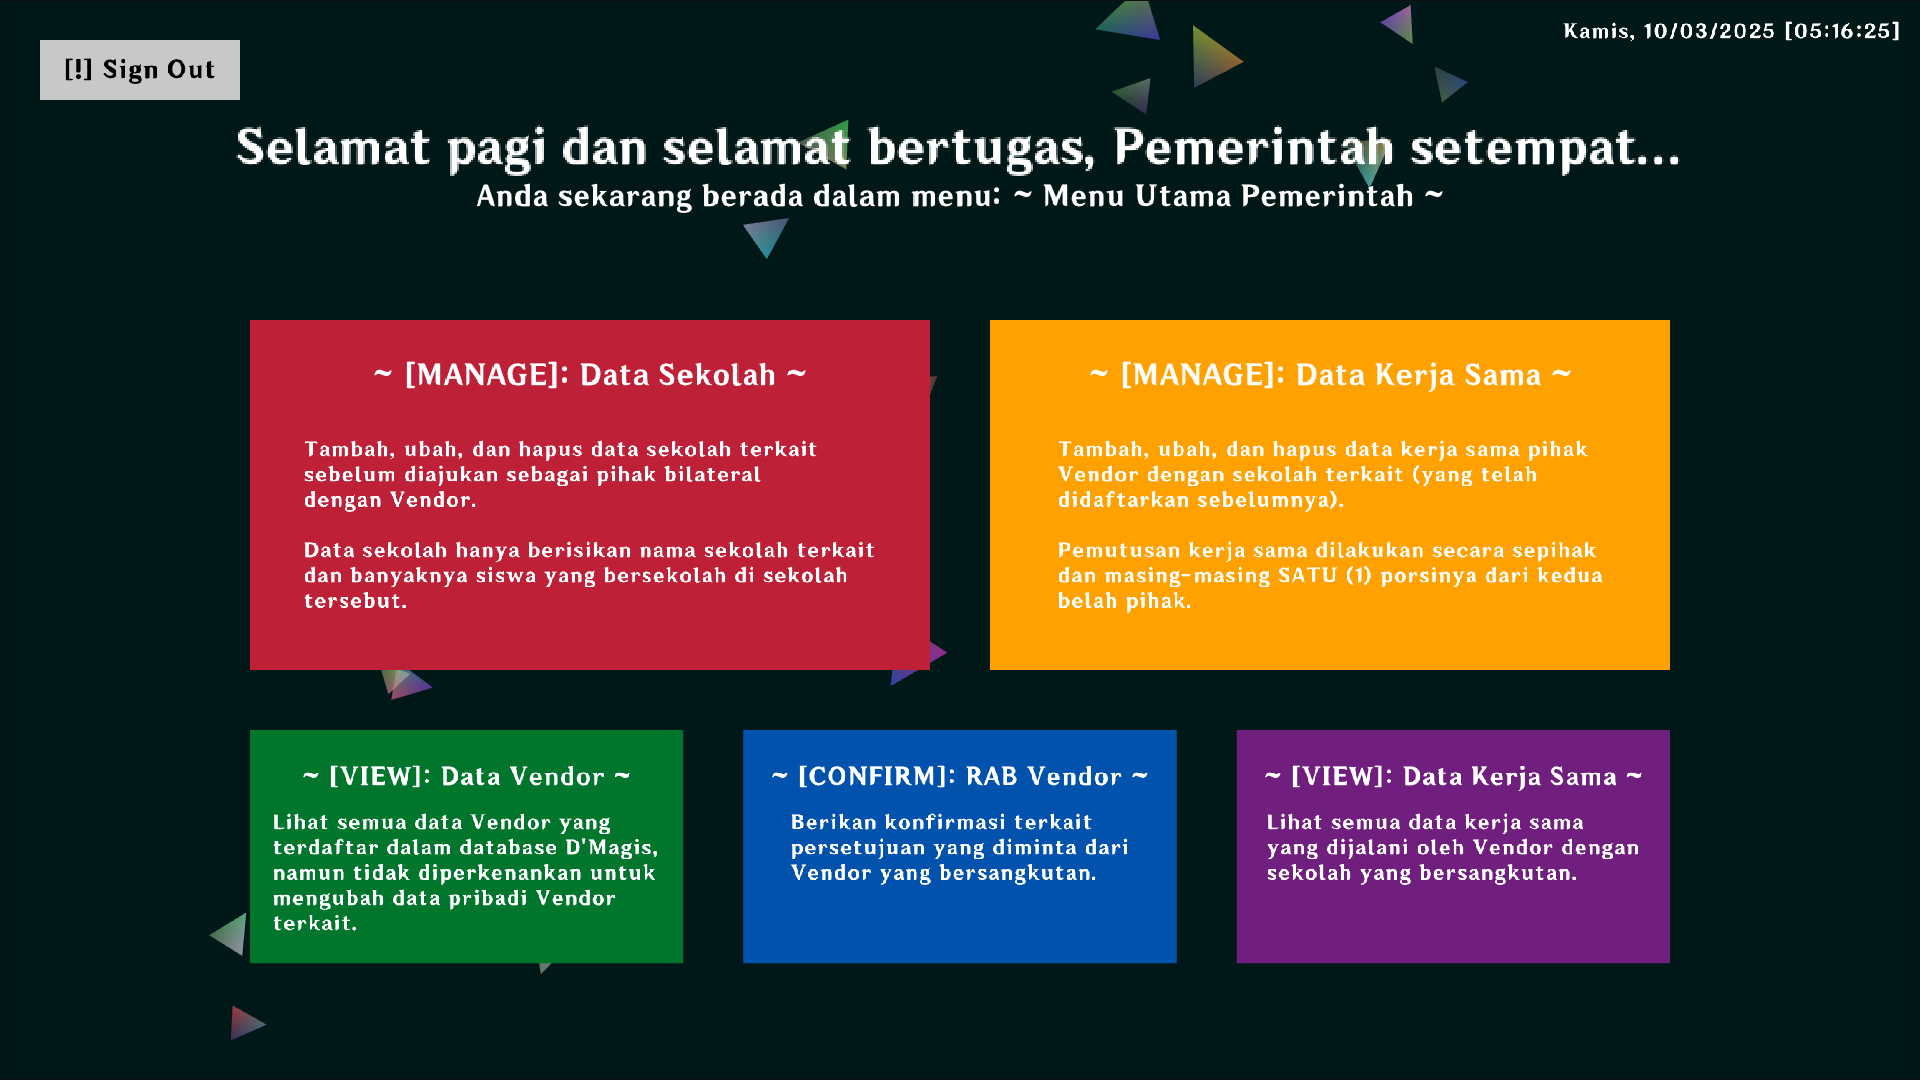 Kamis, 10/03/2025 [05:16:25]
[!] Sign Out
Selamat pagi dan selamat bertugas, Pemerintah setempat...
Anda sekarang berada dalam menu: ~ Menu Utama Pemerintah ~
~ [MANAGE]: Data Sekolah ~
Tambah, ubah, dan hapus data sekolah terkait
sebelum diajukan sebagai pihak bilateral
dengan Vendor.
Data sekolah hanya berisikan nama sekolah terkait
dan banyaknya siswa yang bersekolah di sekolah
tersebut.
~ [MANAGE]: Data Kerja Sama ~
Tambah, ubah, dan hapus data kerja sama pihak
Vendor dengan sekolah terkait (yang telah
didaftarkan sebelumnya).
Pemutusan kerja sama dilakukan secara sepihak
dan masing-masing SATU (1) porsinya dari kedua
belah pihak.
~ [VIEW]: Data Vendor ~
Lihat semua data Vendor yang
terdaftar dalam database D'Magis,
namun tidak diperkenankan untuk
mengubah data pribadi Vendor
terkait.
~ [CONFIRM]: RAB Vendor ~
Berikan konfirmasi terkait
persetujuan yang diminta dari
Vendor yang bersangkutan.
~ [VIEW]: Data Kerja Sama ~
Lihat semua data kerja sama
yang dijalani oleh Vendor dengan
sekolah yang bersangkutan.